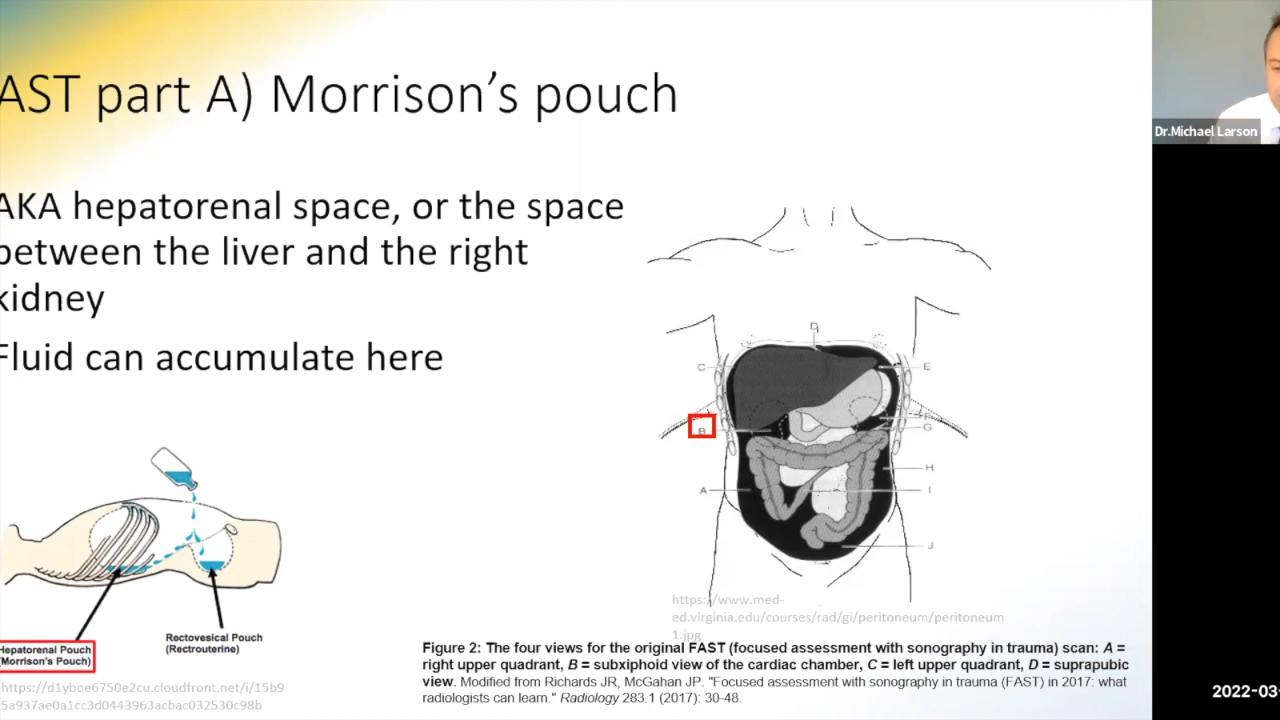 AST part A) Morrison's pouch
Dr.Michael Larson
AKA hepatorenal space, or the space
between the liver and the right
kidney
Fluid can accumulate here
D
C
E
B
F
G
H
A
I
J
Hepatorenal Pouch
(Morrison's Pouch)
Rectovesical Pouch
(Rectrouterine)
https://www.med-
ed.virginia.edu/courses/rad/gi/peritoneum/peritoneum
1.jpg
Figure 2: The four views for the original FAST (focused assessment with sonography in trauma) scan: A =
right upper quadrant, B = subxiphoid view of the cardiac chamber, C = left upper quadrant, D = suprapubic
view. Modified from Richards JR, McGahan JP. "Focused assessment with sonography in trauma (FAST) in 2017: what
radiologists can learn." Radiology 283.1 (2017): 30-48.
https://d1yboe6750e2cu.cloudfront.net/i/15b9
5a937ae0a1cc3d0443963acbac032530c98b
2022-03-